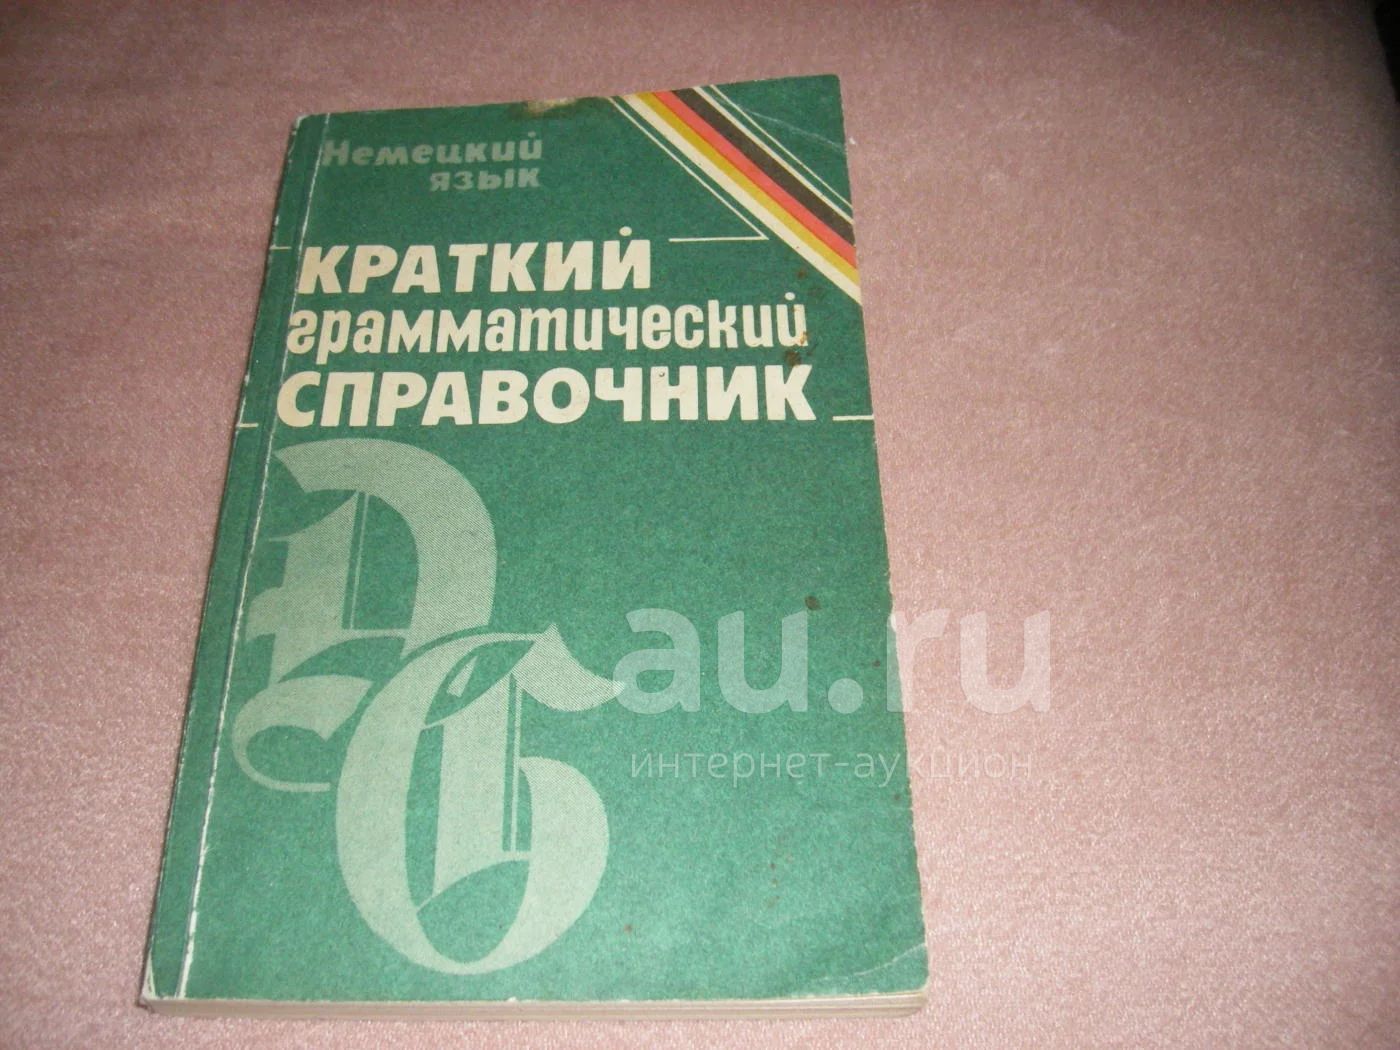 Немецкий
язык
КРАТКИЙ
грамматический
СПРАВОЧНИК
au.ru
интернет-аукцион